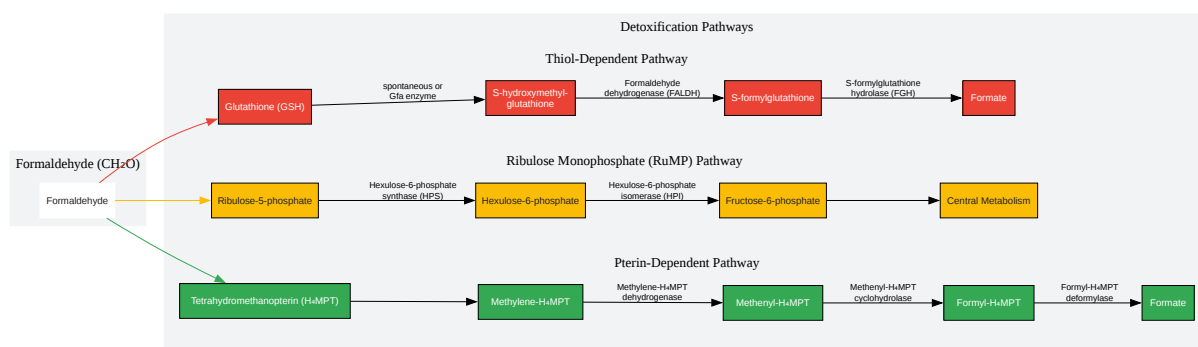 Detoxification Pathways
Thiol-Dependent Pathway
Glutathione (GSH)
spontaneous or
Gfa enzyme
S-hydroxymethyl-
glutathione
Formaldehyde
dehydrogenase (FALDH)
S-formylglutathione
S-formylglutathione
hydrolase (FGH)
Formate
Formaldehyde (CH₂O)
Formaldehyde
Ribulose Monophosphate (RuMP) Pathway
Ribulose-5-phosphate
Hexulose-6-phosphate
synthase (HPS)
Hexulose-6-phosphate
Hexulose-6-phosphate
isomerase (HPI)
Fructose-6-phosphate
Central Metabolism
Pterin-Dependent Pathway
Tetrahydromethanopterin (H₄MPT)
Methylene-H₄MPT
Methylene-H₄MPT
dehydrogenase
Methenyl-H₄MPT
Methenyl-H₄MPT
cyclohydrolase
Formyl-H₄MPT
Formyl-H₄MPT
deformylase
Formate